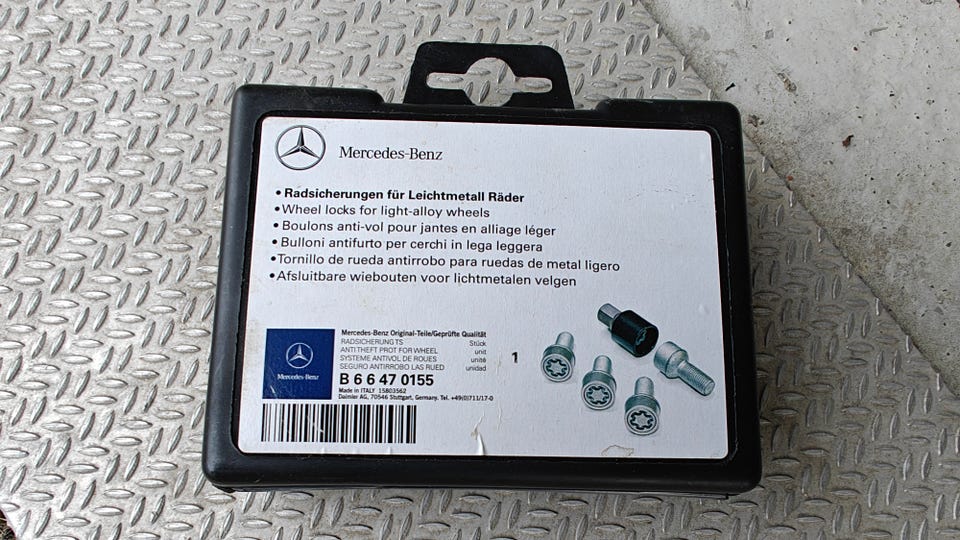 Mercedes-Benz
• Radsicherungen für Leichtmetall Räder
• Wheel locks for light-alloy wheels
• Boulons anti-vol pour jantes en alliage léger
• Bulloni antifurto per cerchi in lega leggera
• Tornillo de rueda antirrobo para ruedas de metal ligero
• Afsluitbare wiebouten voor lichtmetalen velgen
Mercedes-Benz
Mercedes-Benz Original-Teile/Geprüfte Qualität
RADSICHERUNG TS Stück
ANTITHEFT PROT FOR WHEEL unit
SYSTEME ANTIVOL DE ROUES unité
SEGURO ANTIRROBO LAS RUED unidad
1
B 6 6 47 0155
Made in ITALY 15803562
Daimler AG, 70546 Stuttgart, Germany. Tel. +49(0)711/17-0